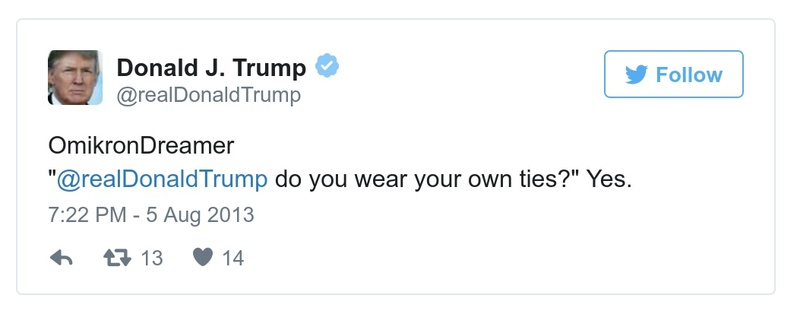 Donald J. Trump
@realDonaldTrump
Follow
OmikronDreamer
"@realDonaldTrump do you wear your own ties?" Yes.
7:22 PM - 5 Aug 2013
13 14